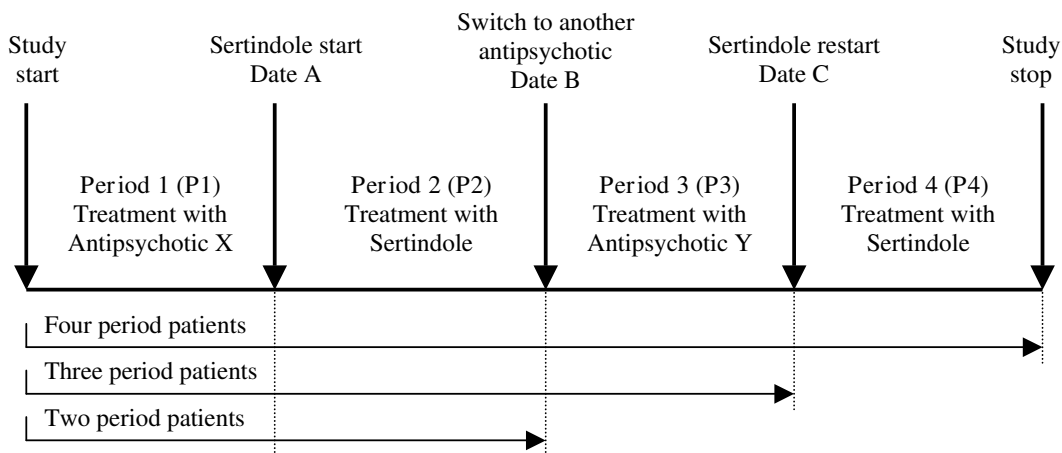 Study
start
Sertindole start
Date A
Switch to another
antipsychotic
Date B
Sertindole restart
Date C
Study
stop
Period 1 (P1)
Treatment with
Antipsychotic X
Period 2 (P2)
Treatment with
Sertindole
Period 3 (P3)
Treatment with
Antipsychotic Y
Period 4 (P4)
Treatment with
Sertindole
Four period patients
Three period patients
Two period patients